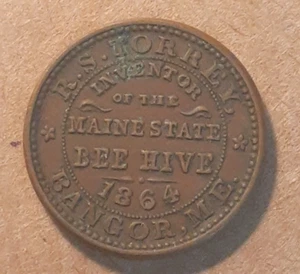 R.S. TORREY,
INVENTOR
OF THE
MAINE STATE
BEE HIVE
1864
BANGOR, ME.